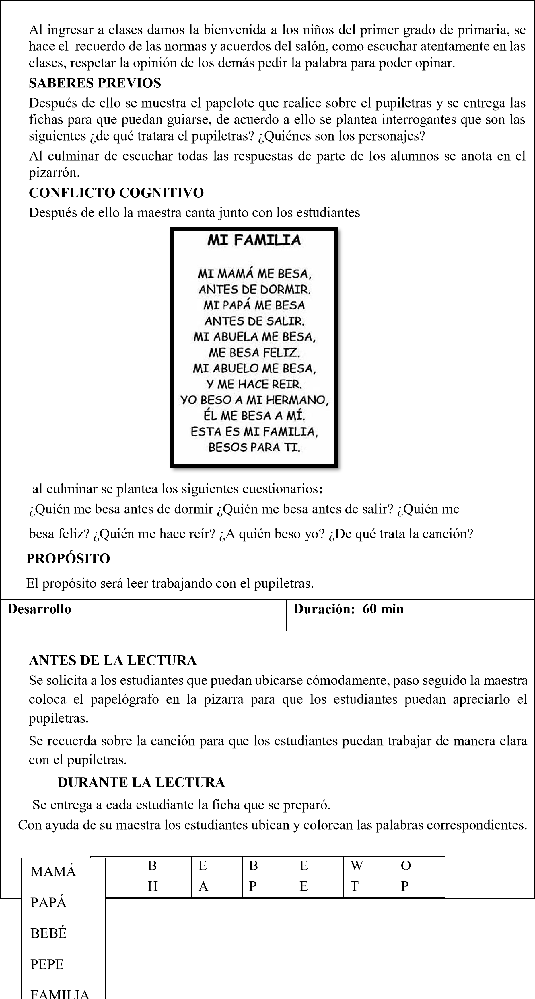 Al ingresar a clases damos la bienvenida a los niños del primer grado de primaria, se
hace el  recuerdo de las normas y acuerdos del salón, como escuchar atentamente en las
clases, respetar la opinión de los demás pedir la palabra para poder opinar.
SABERES PREVIOS
Después de ello se muestra el papelote que realice sobre el pupiletras y se entrega las
fichas para que puedan guiarse, de acuerdo a ello se plantea interrogantes que son las
siguientes ¿de qué tratara el pupiletras? ¿Quiénes son los personajes?
Al culminar de escuchar todas las respuestas de parte de los alumnos se anota en el
pizarrón.
CONFLICTO COGNITIVO
Después de ello la maestra canta junto con los estudiantes
MI FAMILIA
MI MAMÁ ME BESA,
ANTES DE DORMIR.
MI PAPÁ ME BESA
ANTES DE SALIR.
MI ABUELA ME BESA,
ME BESA FELIZ.
MI ABUELO ME BESA,
Y ME HACE REIR.
YO BESO A MI HERMANO,
ÉL ME BESA A MÍ.
ESTA ES MI FAMILIA,
BESOS PARA TI.
al culminar se plantea los siguientes cuestionarios:
¿Quién me besa antes de dormir ¿Quién me besa antes de salir? ¿Quién me
besa feliz? ¿Quién me hace reír? ¿A quién beso yo? ¿De qué trata la canción?
PROPÓSITO
El propósito será leer trabajando con el pupiletras.
Desarrollo
Duración:  60 min
ANTES DE LA LECTURA
Se solicita a los estudiantes que puedan ubicarse cómodamente, paso seguido la maestra
coloca el papelógrafo en la pizarra para que los estudiantes puedan apreciarlo el
pupiletras.
Se recuerda sobre la canción para que los estudiantes puedan trabajar de manera clara
con el pupiletras.
DURANTE LA LECTURA
Se entrega a cada estudiante la ficha que se preparó.
Con ayuda de su maestra los estudiantes ubican y colorean las palabras correspondientes.
B E B E W O
H A P E T P
MAMÁ
PAPÁ
BEBÉ
PEPE
FAMILIA